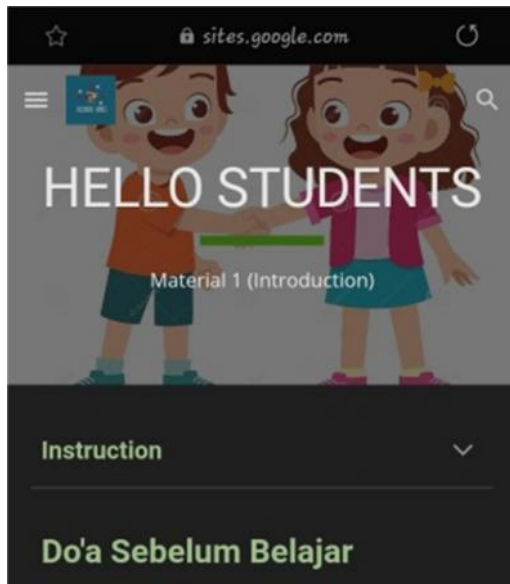 sites.google.com
HELLO STUDENTS
Material 1 (Introduction)
Instruction
Do'a Sebelum Belajar